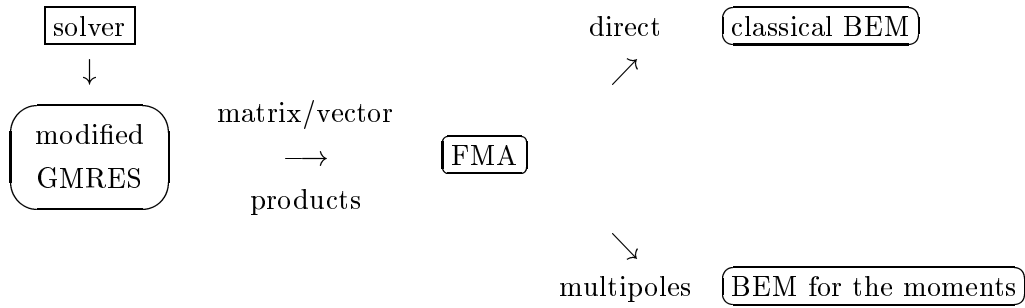 solver
direct
classical BEM
↓
↗
modified
GMRES
matrix/vector
→
products
FMA
↘
multipoles
BEM for the moments